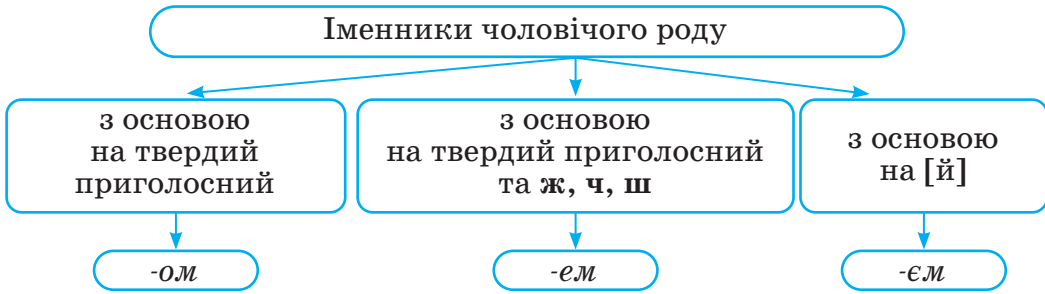 Іменники чоловічого роду
з основою
на твердий
приголосний
з основою
на твердий приголосний
та ж, ч, ш
з основою
на [й]
-ом
-ем
-єм